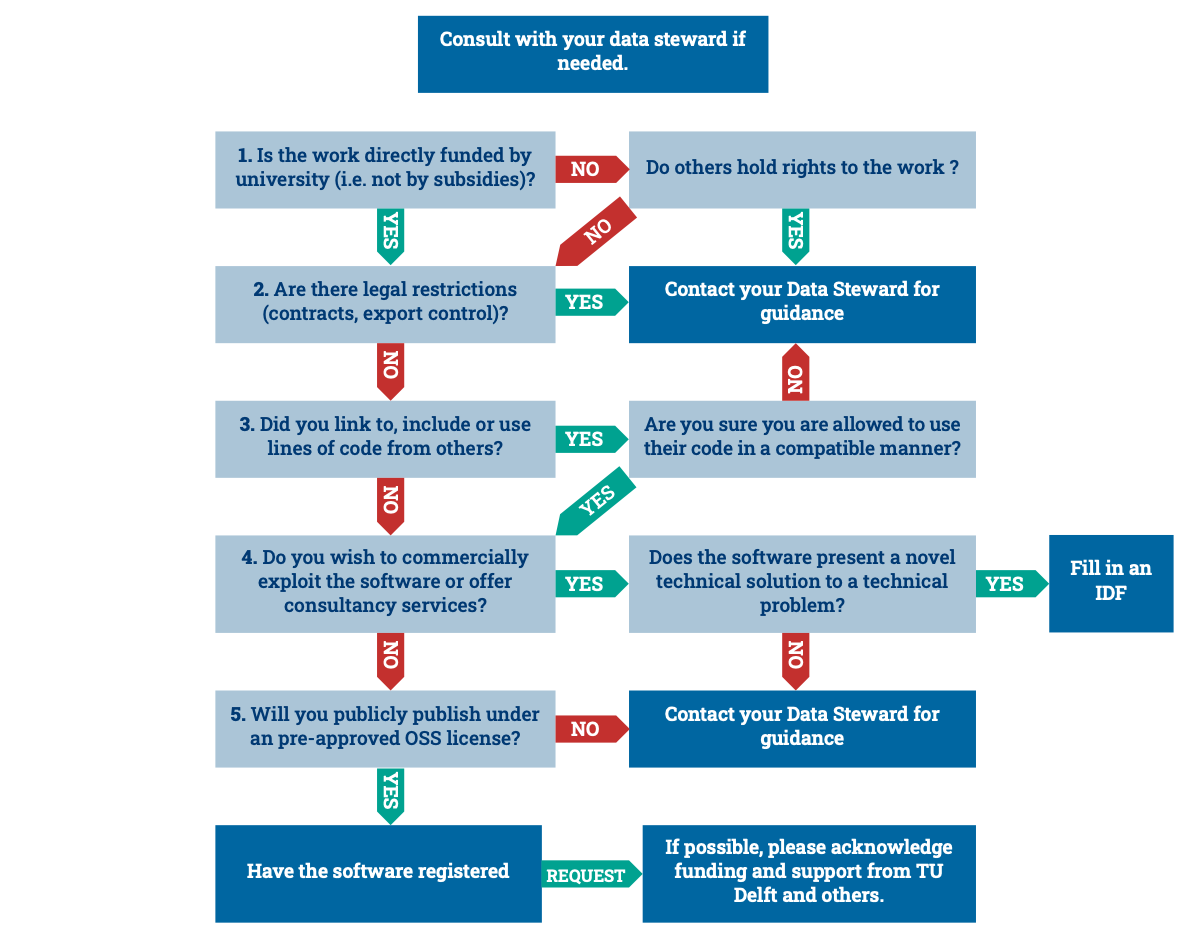 Consult with your data steward if
needed.
1. Is the work directly funded by
university (i.e. not by subsidies)?
NO
Do others hold rights to the work ?
YES
NO
YES
2. Are there legal restrictions
(contracts, export control)?
YES
Contact your Data Steward for
guidance
NO
NO
3. Did you link to, include or use
lines of code from others?
YES
Are you sure you are allowed to use
their code in a compatible manner?
NO
YES
4. Do you wish to commercially
exploit the software or offer
consultancy services?
YES
Does the software present a novel
technical solution to a technical
problem?
YES
Fill in an
IDF
NO
NO
5. Will you publicly publish under
an pre-approved OSS license?
NO
Contact your Data Steward for
guidance
YES
Have the software registered
REQUEST
If possible, please acknowledge
funding and support from TU
Delft and others.